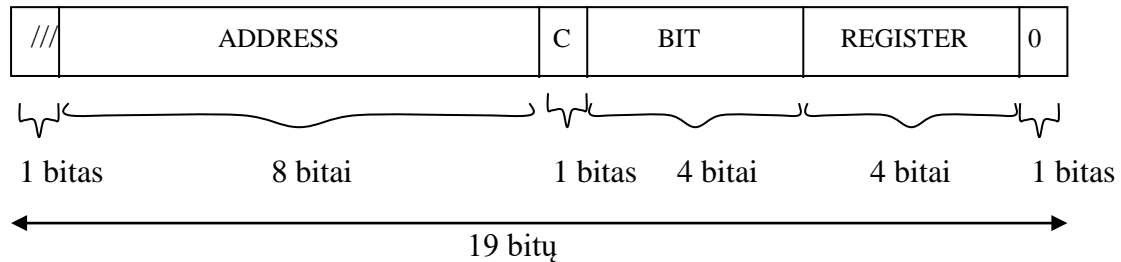 /// ADDRESS C BIT REGISTER 0
1 bitas 8 bitai 1 bitas 4 bitai 4 bitai 1 bitas
19 bitų